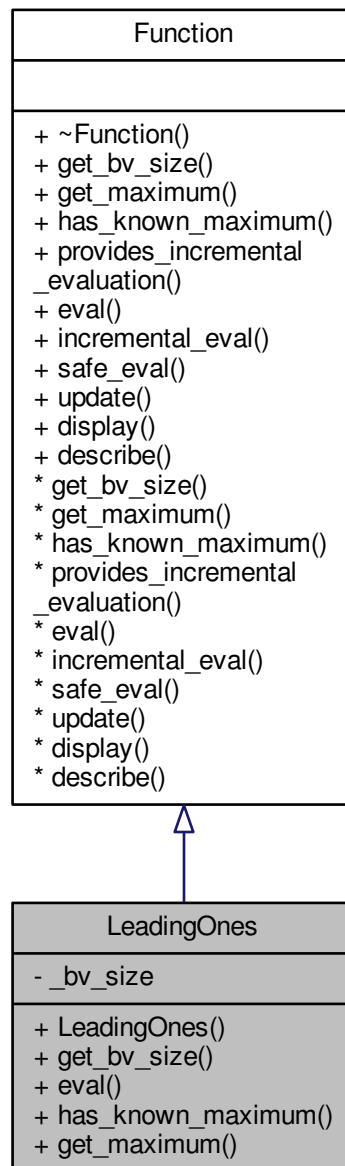 Function
+ ~Function()
+ get_bv_size()
+ get_maximum()
+ has_known_maximum()
+ provides_incremental
_evaluation()
+ eval()
+ incremental_eval()
+ safe_eval()
+ update()
+ display()
+ describe()
* get_bv_size()
* get_maximum()
* has_known_maximum()
* provides_incremental
_evaluation()
* eval()
* incremental_eval()
* safe_eval()
* update()
* display()
* describe()
LeadingOnes
- _bv_size
+ LeadingOnes()
+ get_bv_size()
+ eval()
+ has_known_maximum()
+ get_maximum()